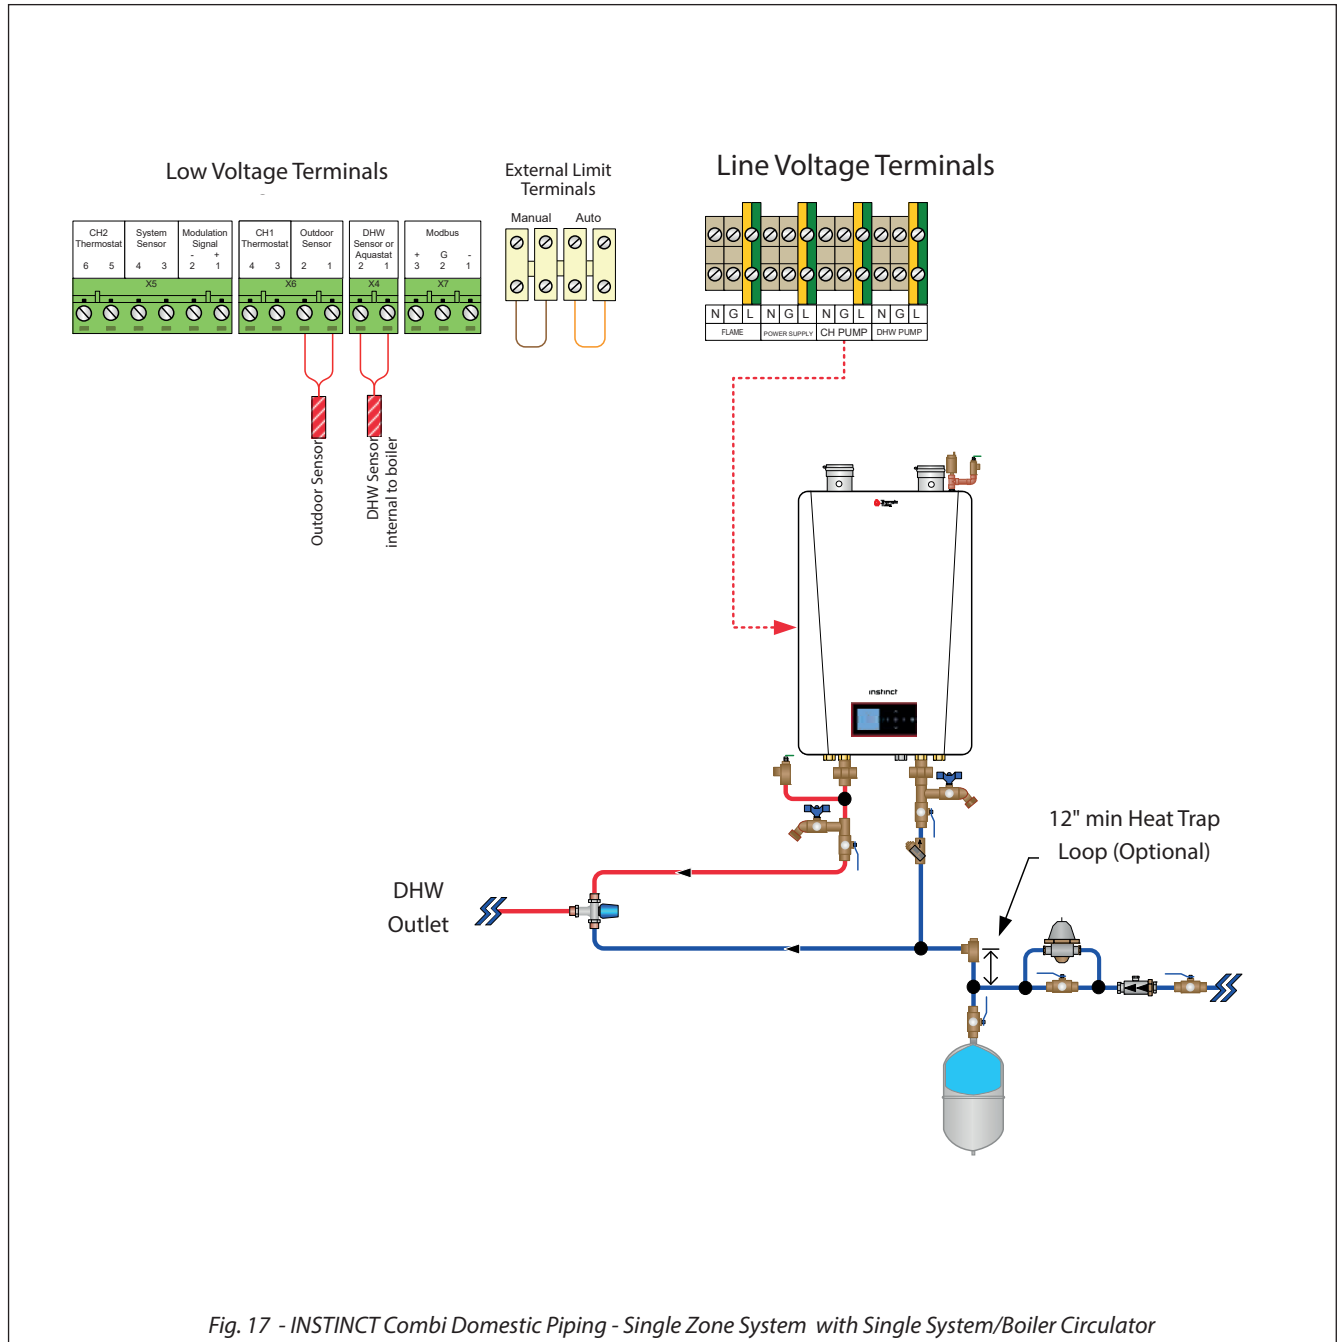 Low Voltage Terminals
External Limit
Terminals
Line Voltage Terminals
Manual Auto
CH2 Thermostat
6 5
System Sensor
4 3
Modulation Signal
- +
2 1
X5
CH1 Thermostat
4 3
Outdoor Sensor
2 1
X6
DHW Sensor or Aquastat
2 1
X4
Modbus
+ G -
3 2 1
X7
N G L N G L N G L N G L
FLAME POWER SUPPLY CH PUMP DHW PUMP
Outdoor Sensor
DHW Sensor
internal to boiler
instinct
12" min Heat Trap
Loop (Optional)
DHW
Outlet
Fig. 17 - INSTINCT Combi Domestic Piping - Single Zone System with Single System/Boiler Circulator